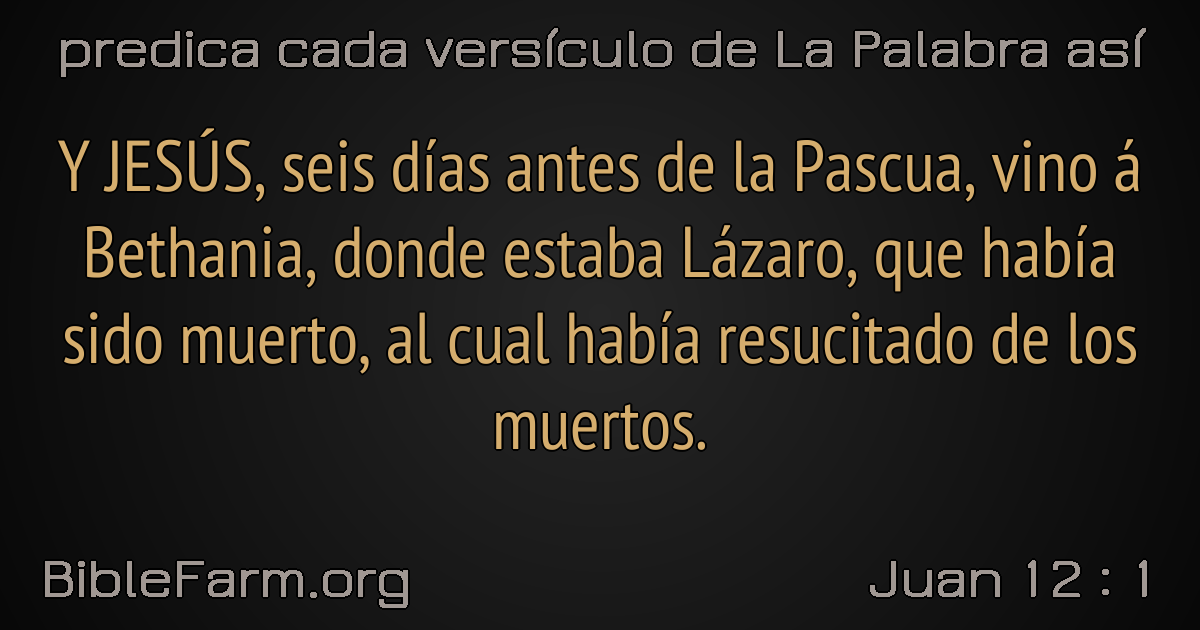 predica cada versículo de La Palabra así
Y JESÚS, seis días antes de la Pascua, vino á
Bethania, donde estaba Lázaro, que había
sido muerto, al cual había resucitado de los
muertos.
BibleFarm.org
Juan 12 : 1